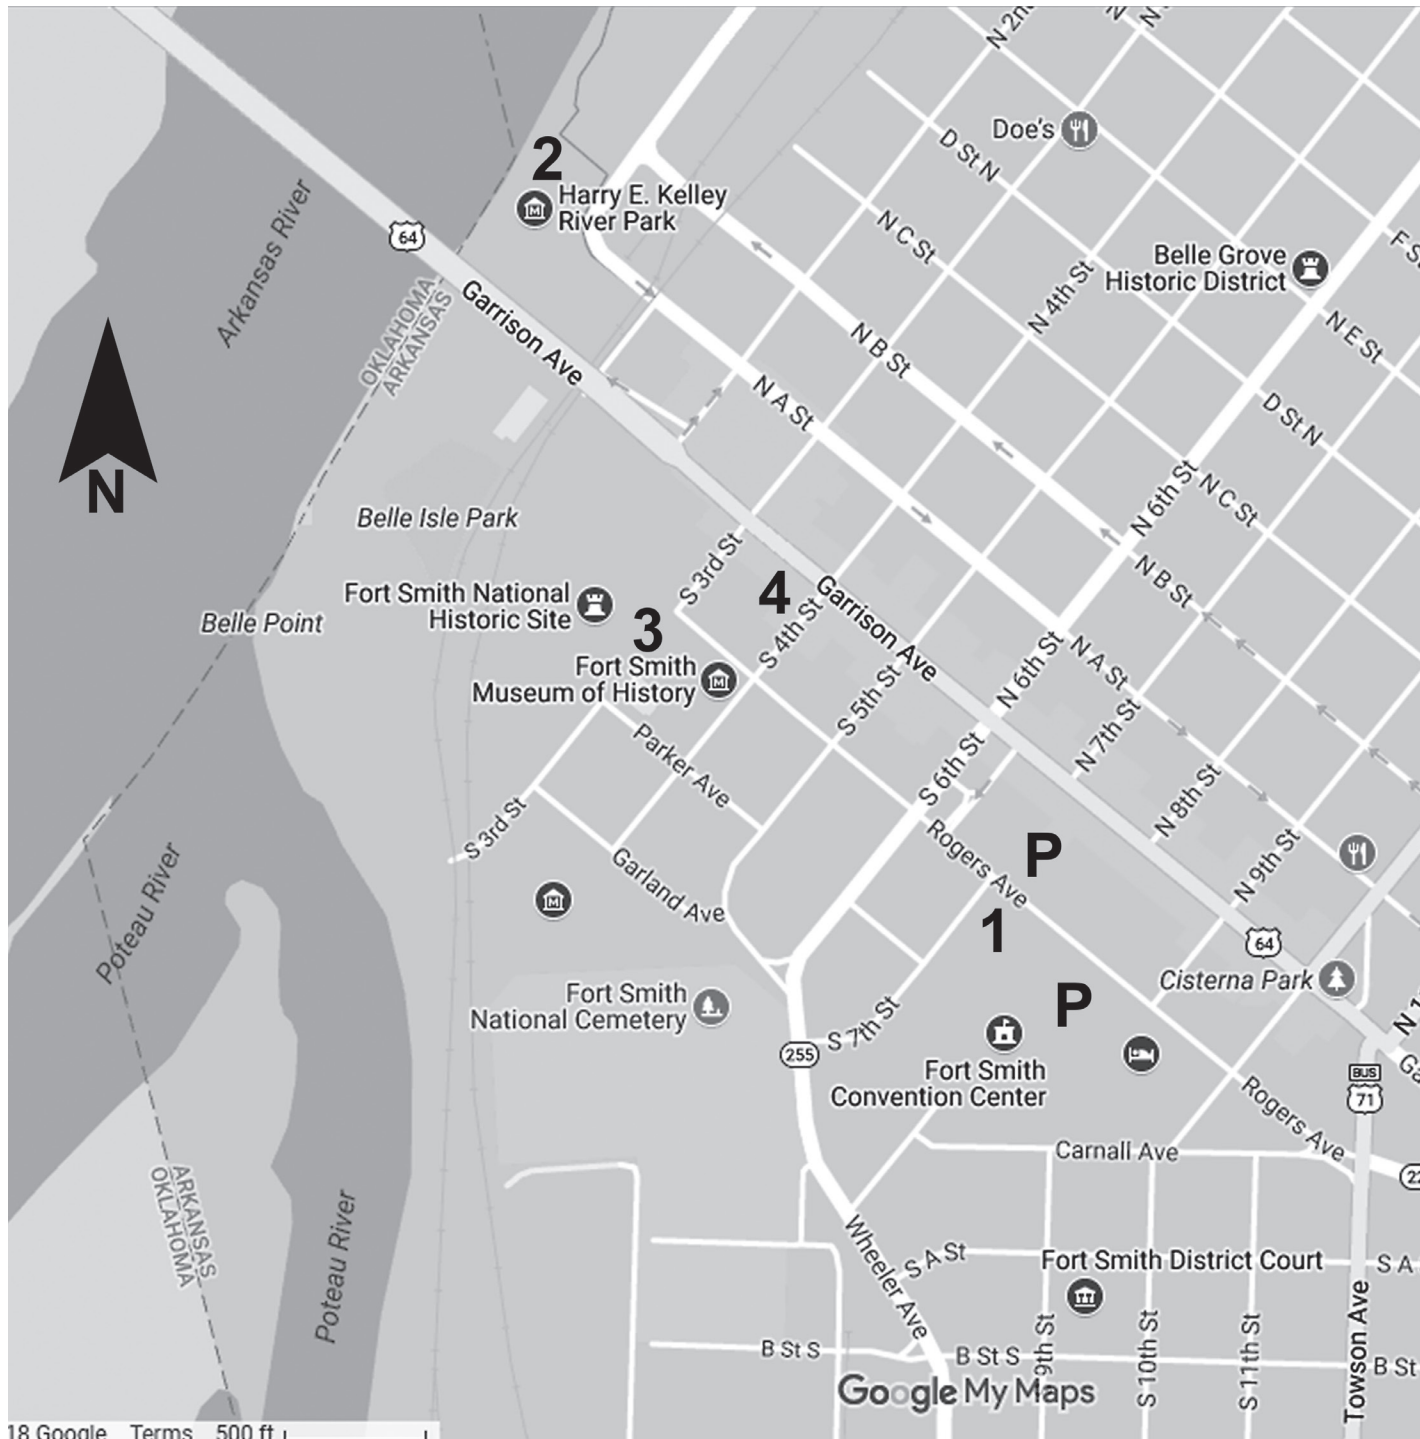 N 2nd
N
N
D St N
Doe's
2
Harry E. Kelley
River Park
Arkansas River
64
N C St
Belle Grove
Historic District
F St
N 4th St
OKLAHOMA
ARKANSAS
Garrison Ave
N B St
N E St
N A St
D St N
N
N 6th St
N C St
Belle Isle Park
S 3rd St
4
Garrison Ave
N B St
Fort Smith National
Historic Site
Belle Point
3
S 4th St
Fort Smith
Museum of History
N 6th St
N A St
S 5th St
Parker Ave
N 7th St
S 6th St
S 3rd St
N 8th St
Rogers Ave
P
N 9th St
Garland Ave
1
64
Poteau River
Cisterna Park
Fort Smith
National Cemetery
P
S 7th St
255
N 1
Ga
Fort Smith
Convention Center
BUS
71
Rogers Ave
Carnall Ave
22
ARKANSAS
OKLAHOMA
Poteau River
Wheeler Ave
S A St
Fort Smith District Court
S A
Towson Ave
B St S
B St S
9th St
S 10th St
S 11th St
B St
Google My Maps
18 Google Terms 500 ft